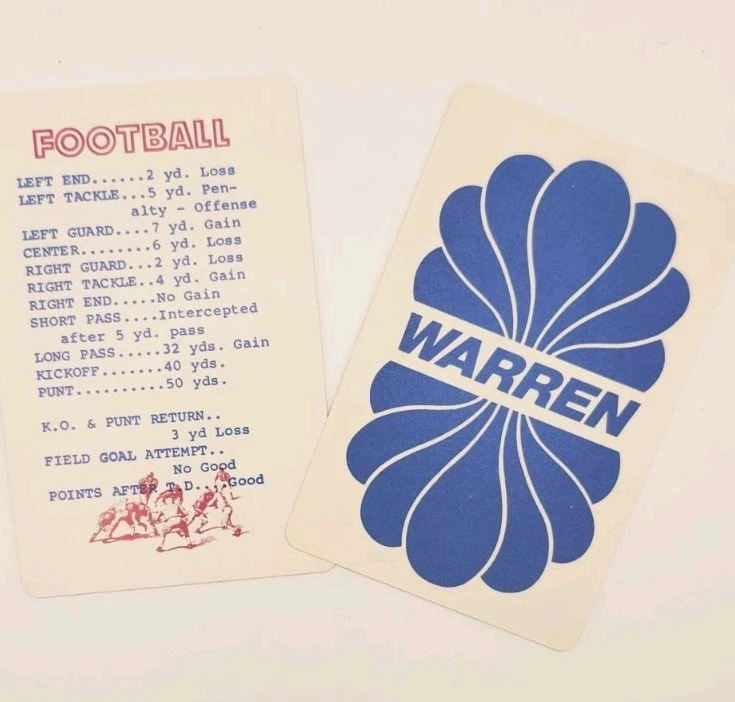 FOOTBALL
LEFT END......2 yd. Loss
LEFT TACKLE...5 yd. Pen-
alty - Offense
LEFT GUARD....7 yd. Gain
CENTER........6 yd. Loss
RIGHT GUARD...2 yd. Loss
RIGHT TACKLE..4 yd. Gain
RIGHT END.....No Gain
SHORT PASS....Intercepted
after 5 yd. pass
LONG PASS.....32 yds. Gain
KICKOFF.......40 yds.
PUNT..........50 yds.
K.O. & PUNT RETURN..
3 yd Loss
FIELD GOAL ATTEMPT..
No Good
POINTS AFTER T.D....Good
WARREN